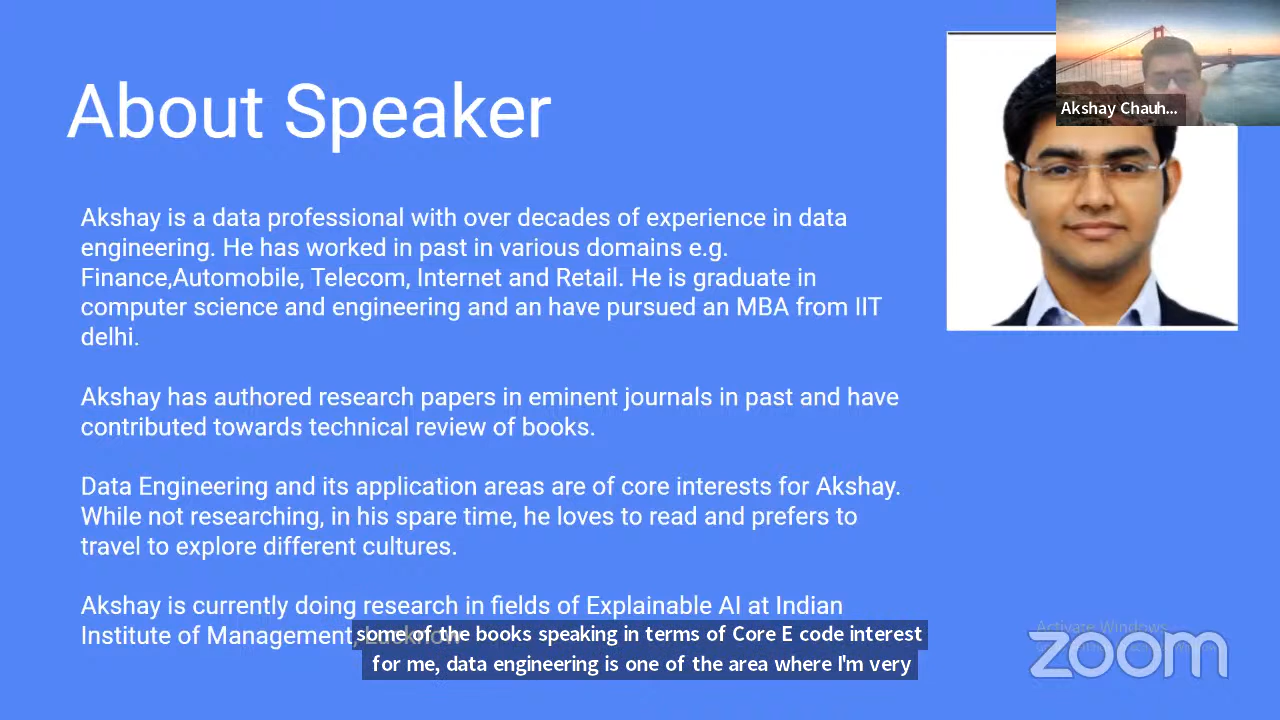 About Speaker
Akshay Chauh...
Akshay is a data professional with over decades of experience in data
engineering. He has worked in past in various domains e.g.
Finance,Automobile, Telecom, Internet and Retail. He is graduate in
computer science and engineering and an have pursued an MBA from IIT
delhi.
Akshay has authored research papers in eminent journals in past and have
contributed towards technical review of books.
Data Engineering and its application areas are of core interests for Akshay.
While not researching, in his spare time, he loves to read and prefers to
travel to explore different cultures.
Akshay is currently doing research in fields of Explainable AI at Indian
Institute of Management,
some of the books speaking in terms of Core E code interest
for me, data engineering is one of the area where I'm very
Activate Windows
zoom